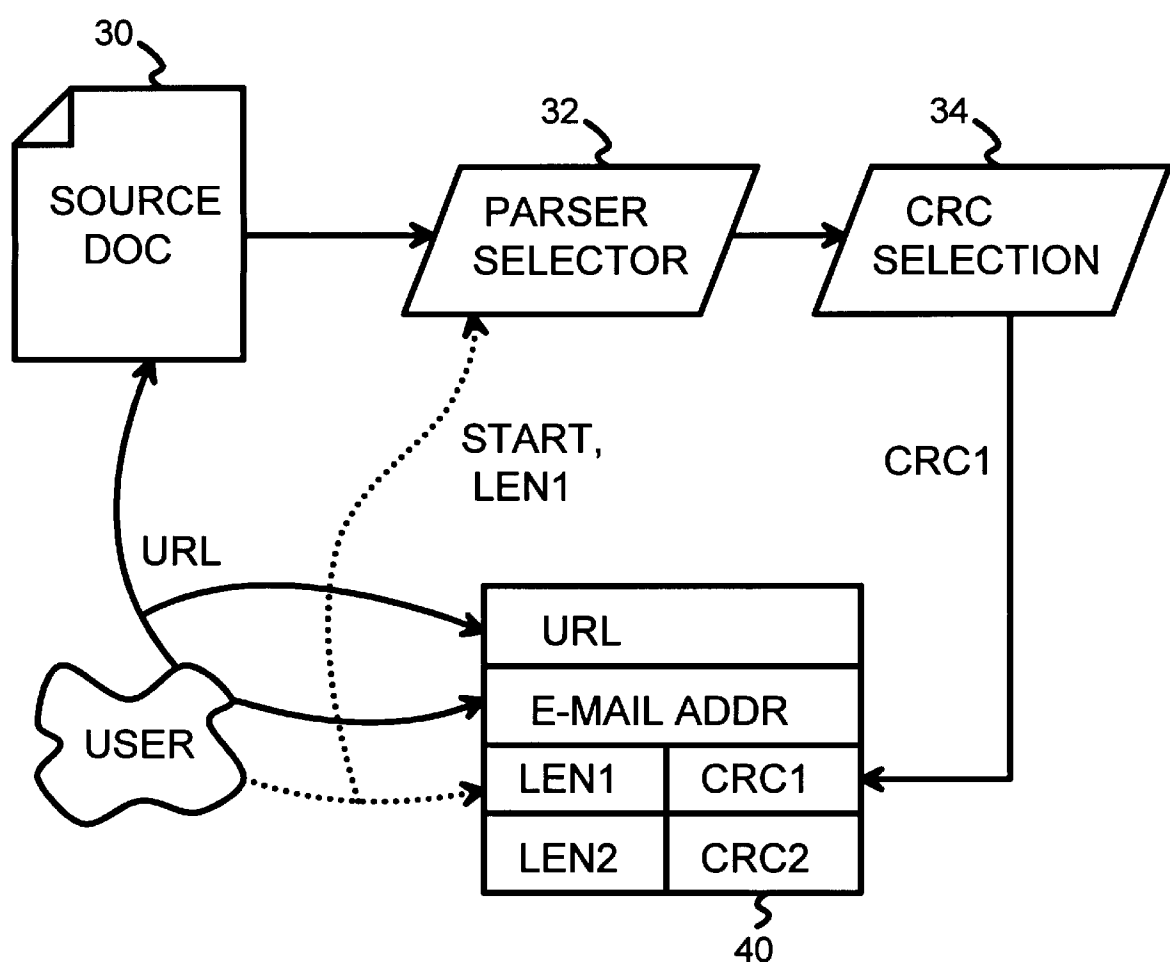 30
32
34
SOURCE
DOC
PARSER
SELECTOR
CRC
SELECTION
START,
LEN1
CRC1
URL
URL
E-MAIL ADDR
USER
LEN1
CRC1
LEN2
CRC2
40